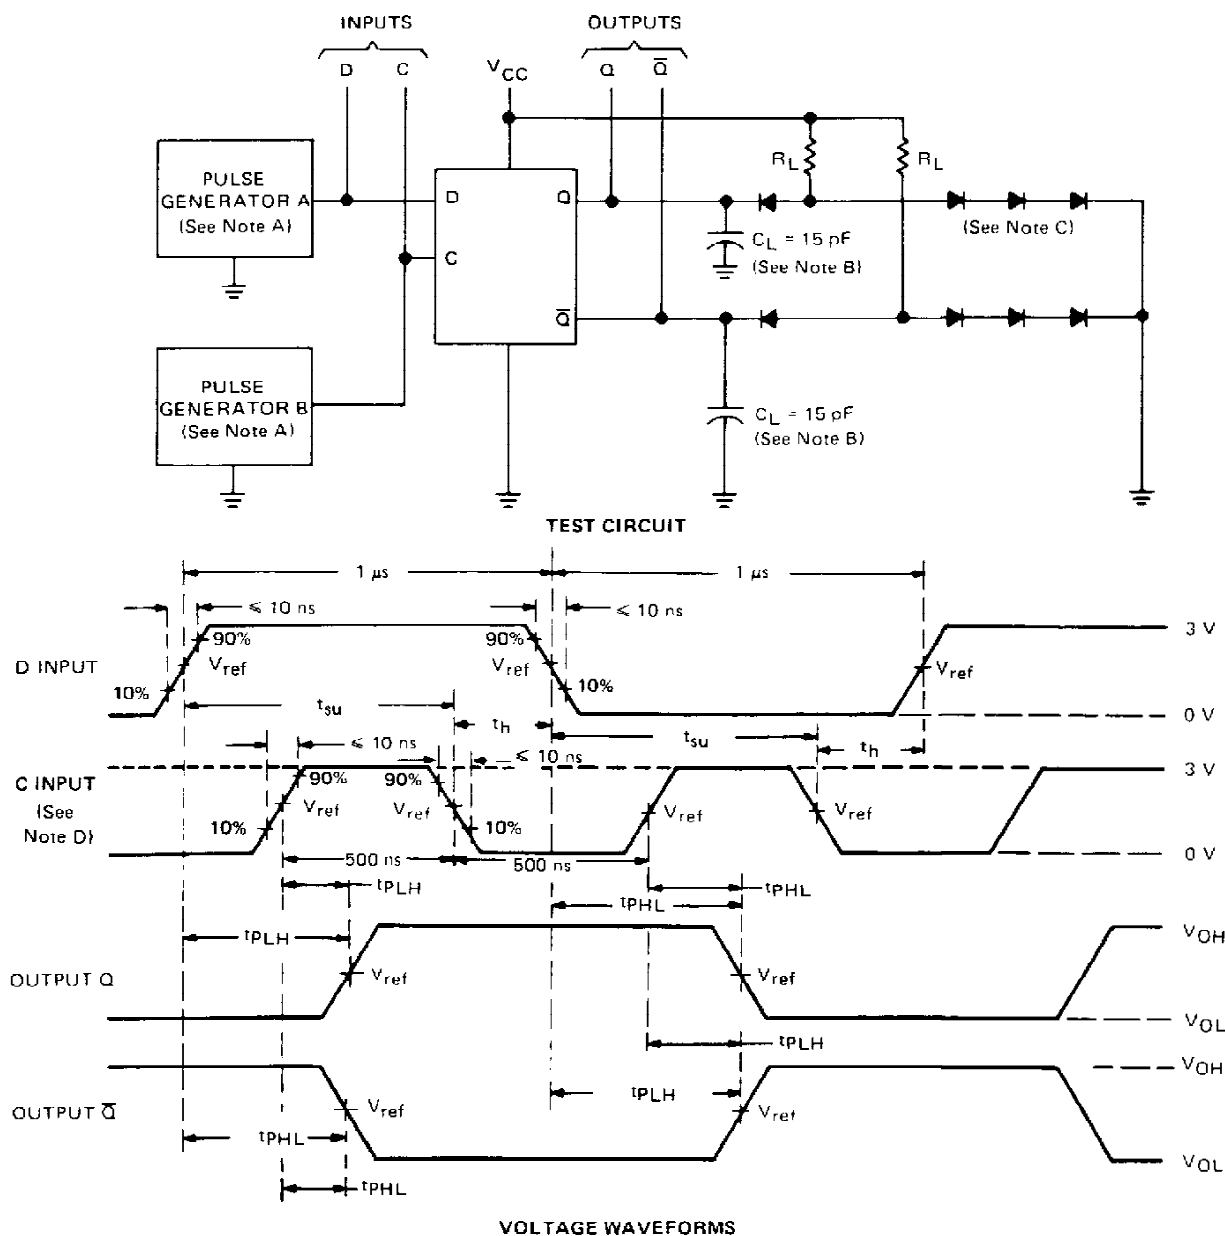 INPUTS
OUTPUTS
D C
VCC
Q Q̅
PULSE
GENERATOR A
(See Note A)
D Q
RL RL
CL = 15 pF
(See Note B)
(See Note C)
C
Q̅
PULSE
GENERATOR B
(See Note A)
CL = 15 pF
(See Note B)
TEST CIRCUIT
1 µs 1 µs
≤ 10 ns ≤ 10 ns
90% 90% 3 V
D INPUT Vref Vref Vref
10% 10%
tsu th 0 V
tsu th
≤ 10 ns ≤ 10 ns
C INPUT 90% 90% 3 V
(See
Note D)
Vref Vref Vref Vref
10% 10%
500 ns 500 ns 0 V
tPLH tPHL
tPHL
tPLH VOH
OUTPUT Q Vref Vref
VOL
tPLH
VOH
tPLH
OUTPUT Q̅ Vref Vref
tPHL
VOL
tPHL
VOLTAGE WAVEFORMS